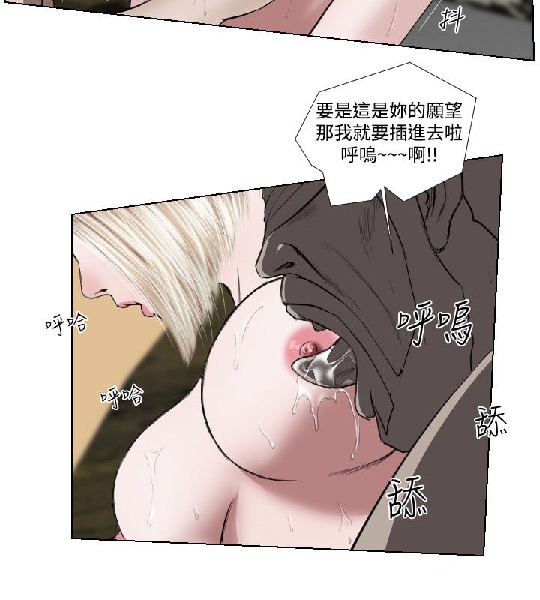 抖
要是這是妳的願望
那我就要插進去啦
呼嗚~~~啊!!
呼哈
呼嗚
呼哈
舔
舔